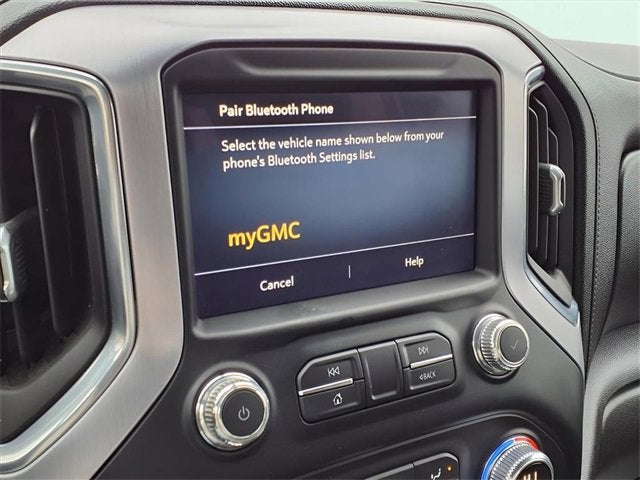 Pair Bluetooth Phone
Select the vehicle name shown below from your
phone's Bluetooth Settings list.
myGMC
Cancel
Help
BACK